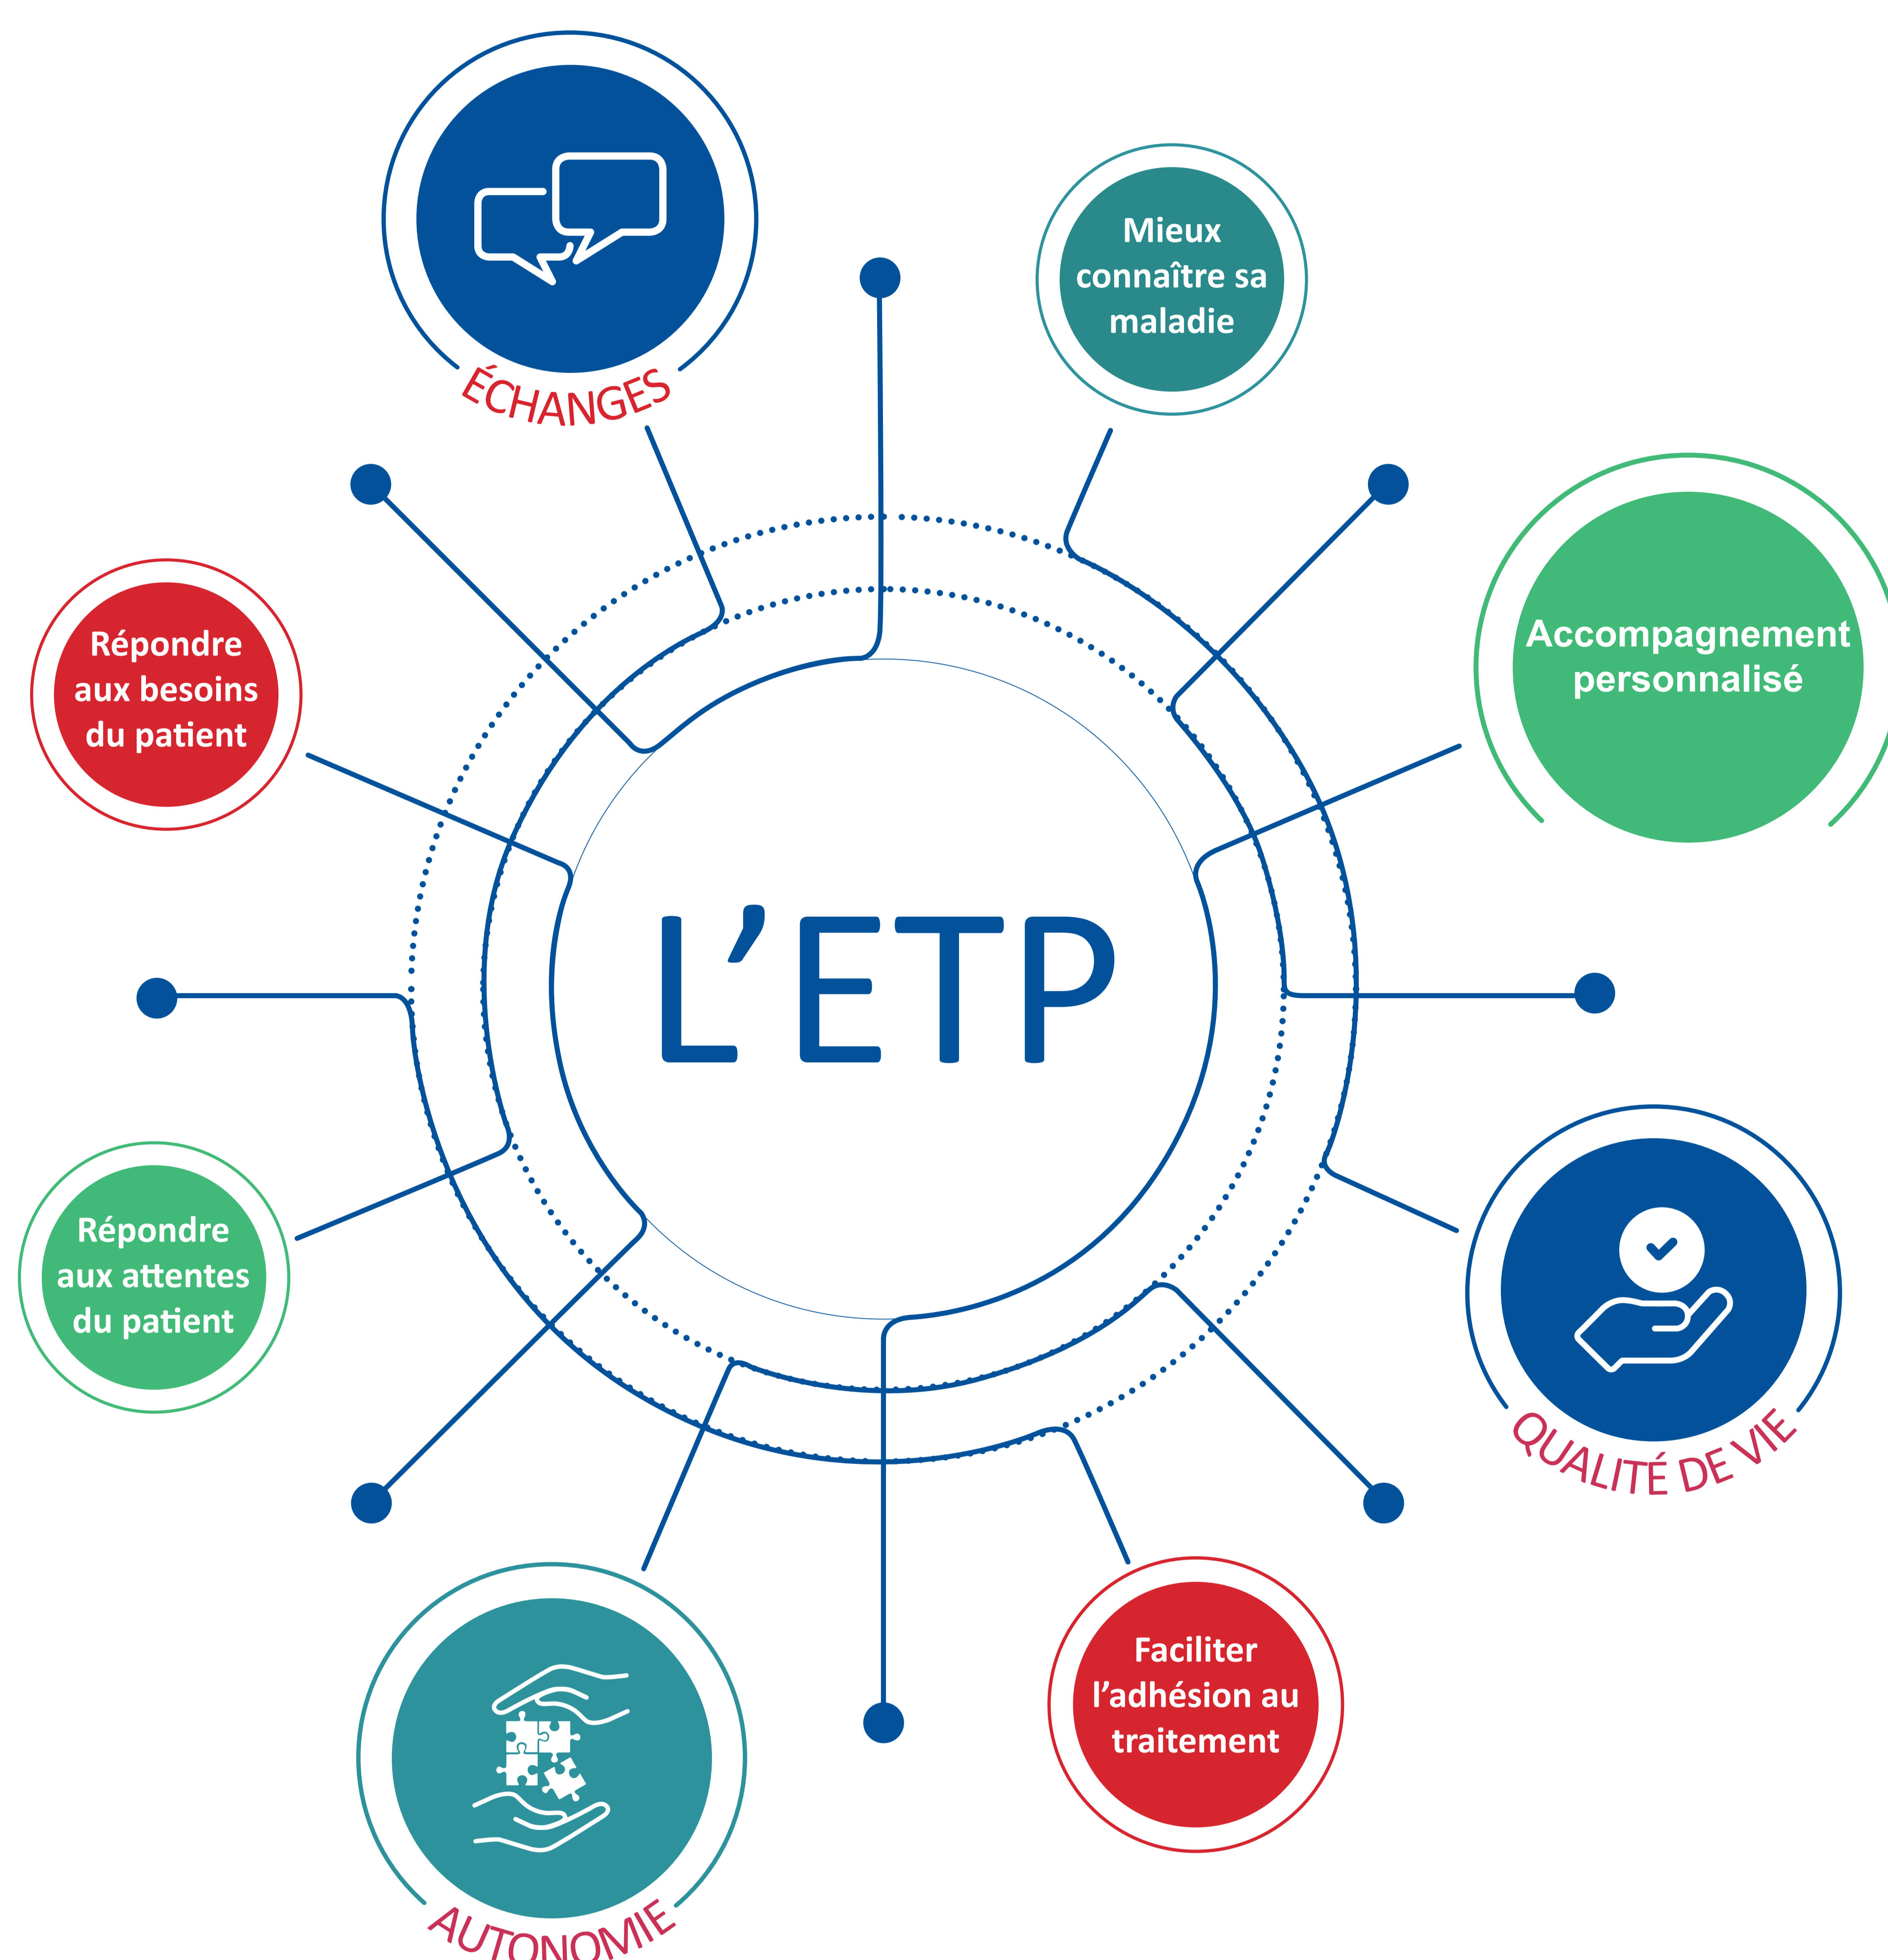 ÉCHANGES
Mieux
connaître sa
maladie
Accompagnement
personnalisé
Répondre
aux besoins
du patient
L’ETP
Répondre
aux attentes
du patient
QUALITÉ DE VIE
Faciliter
l’adhésion au
traitement
AUTONOMIE